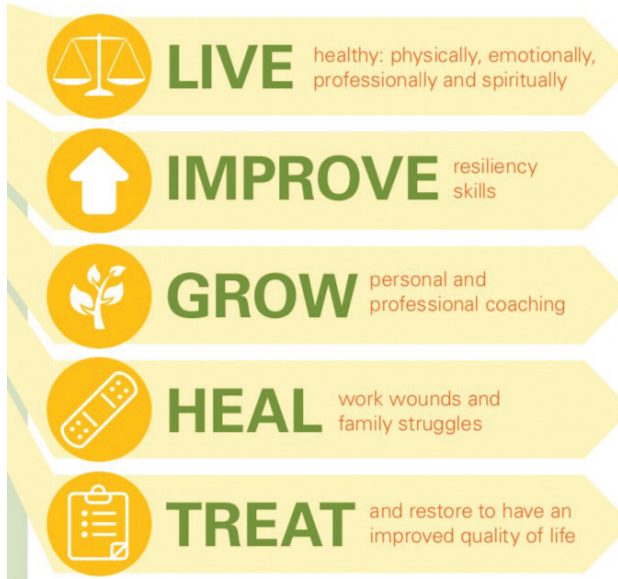 LIVE healthy: physically, emotionally,
professionally and spiritually
IMPROVE resiliency
skills
GROW personal and
professional coaching
HEAL work wounds and
family struggles
TREAT and restore to have an
improved quality of life